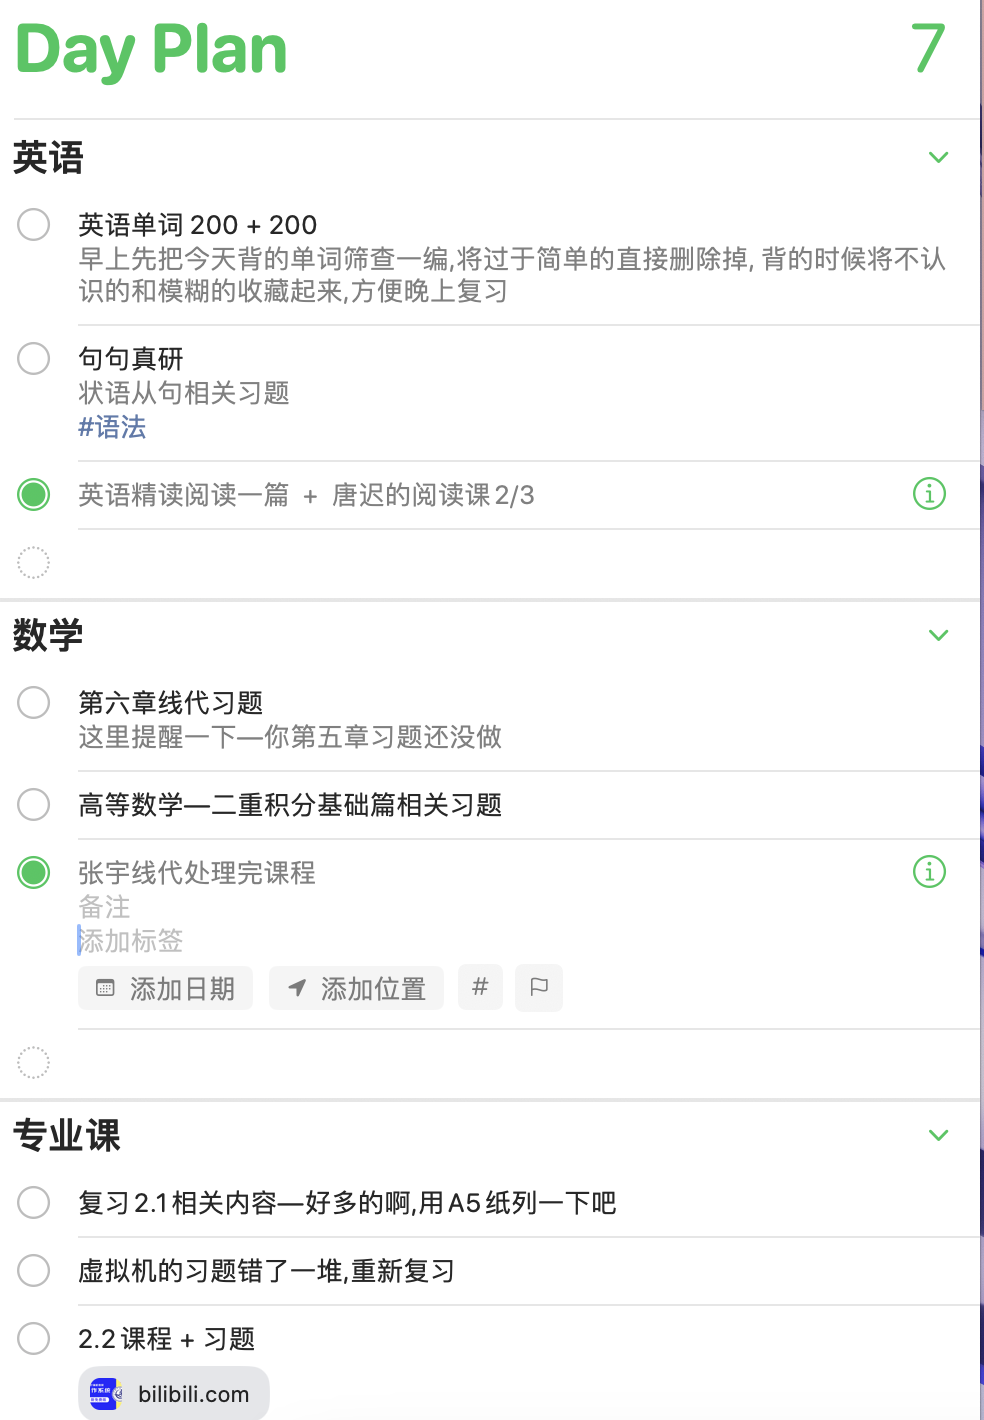 Day Plan
7
英语
英语单词 200 + 200
早上先把今天背的单词筛查一编,将过于简单的直接删除掉, 背的时候将不认
识的和模糊的收藏起来,方便晚上复习
句句真研
状语从句相关习题
#语法
英语精读阅读一篇 + 唐迟的阅读课2/3
数学
第六章线代习题
这里提醒一下—你第五章习题还没做
高等数学—二重积分基础篇相关习题
张宇线代处理完课程
备注
添加标签
添加日期 添加位置 #
专业课
复习2.1相关内容—好多的啊,用A5纸列一下吧
虚拟机的习题错了一堆,重新复习
2.2课程 + 习题
bilibili.com